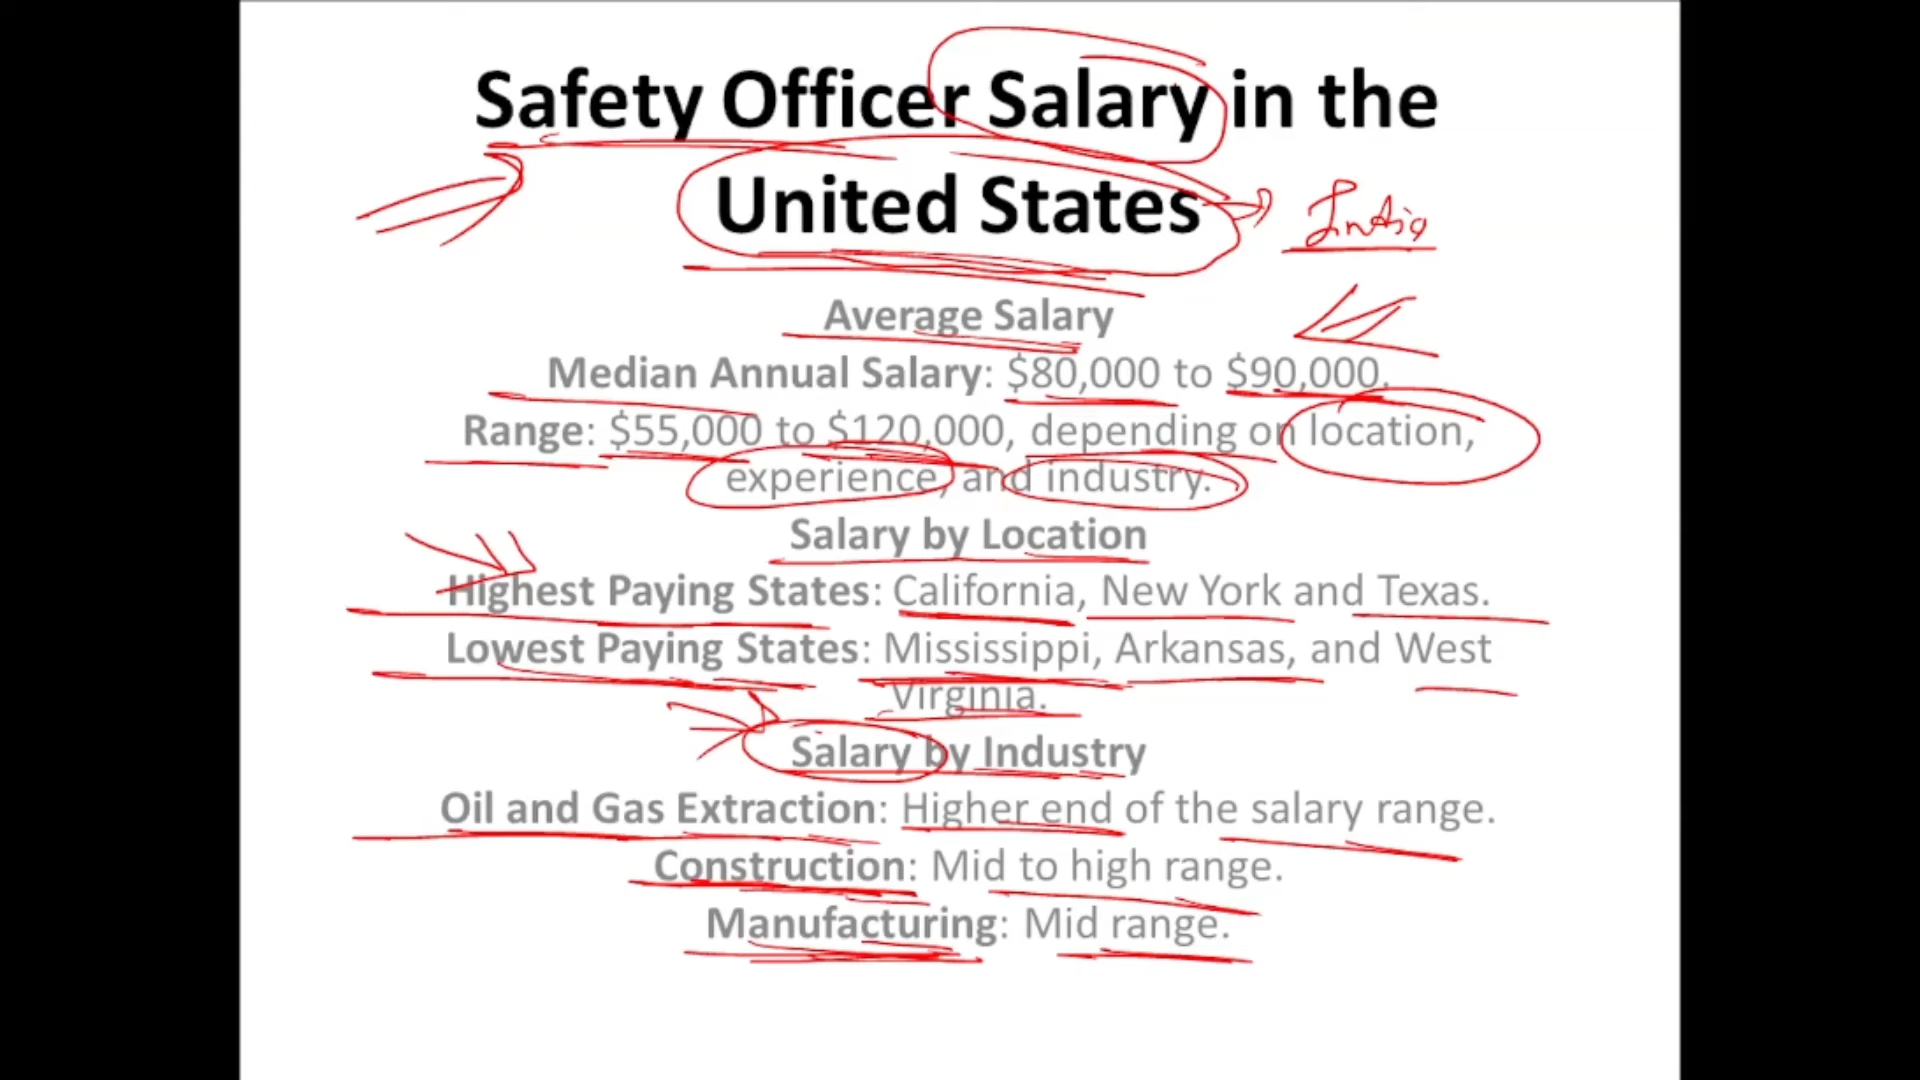 Safety Officer Salary in the
United States
India
Average Salary
Median Annual Salary: $80,000 to $90,000.
Range: $55,000 to $120,000, depending on location,
experience, and industry.
Salary by Location
Highest Paying States: California, New York and Texas.
Lowest Paying States: Mississippi, Arkansas, and West
Virginia.
Salary by Industry
Oil and Gas Extraction: Higher end of the salary range.
Construction: Mid to high range.
Manufacturing: Mid range.